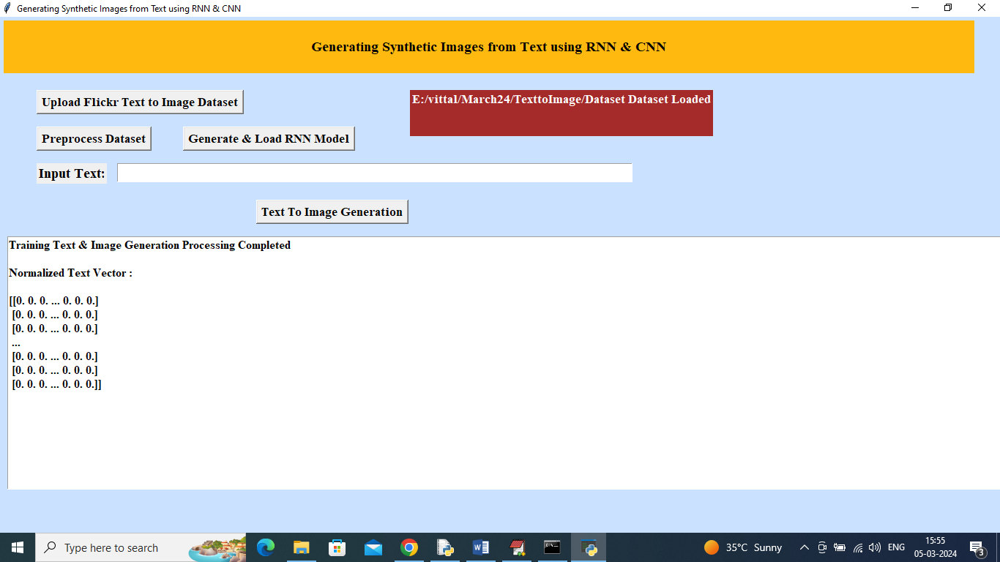 Generating Synthetic Images from Text using RNN & CNN
Generating Synthetic Images from Text using RNN & CNN
Upload Flickr Text to Image Dataset
E:/vittal/March24/TexttoImage/Dataset Dataset Loaded
Preprocess Dataset
Generate & Load RNN Model
Input Text:
Text To Image Generation
Training Text & Image Generation Processing Completed
Normalized Text Vector :
[[0. 0. 0. ... 0. 0. 0.]
[0. 0. 0. ... 0. 0. 0.]
[0. 0. 0. ... 0. 0. 0.]
...
[0. 0. 0. ... 0. 0. 0.]
[0. 0. 0. ... 0. 0. 0.]
[0. 0. 0. ... 0. 0. 0.]]
Type here to search
35°C Sunny
ENG
15:55
05-03-2024
3